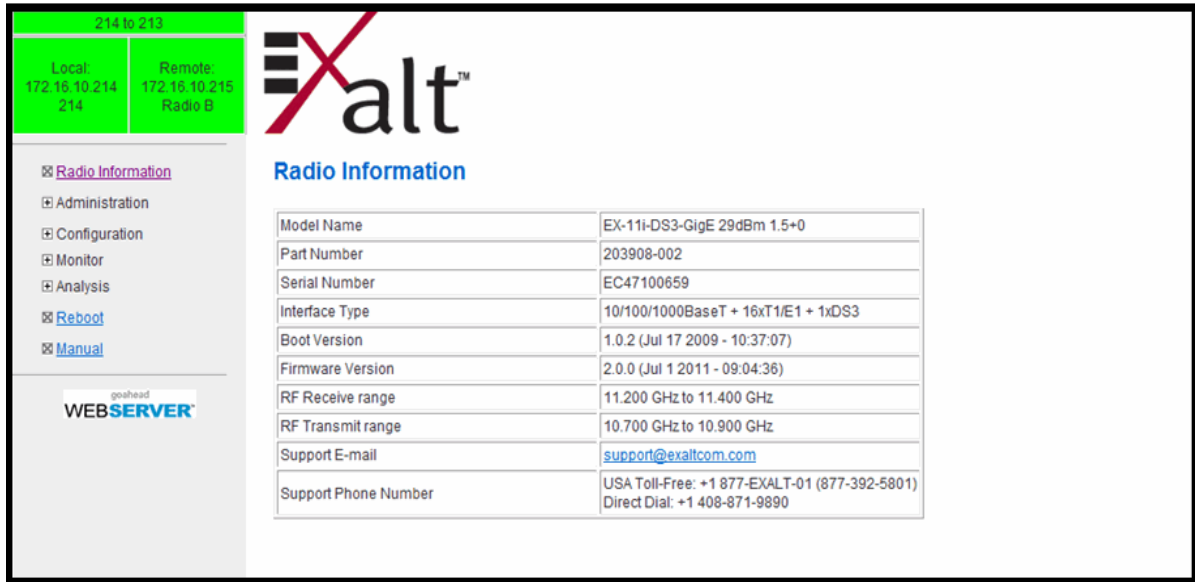 214 to 213
Local:
172.16.10.214
214
Remote:
172.16.10.215
Radio B
Radio Information
Administration
Configuration
Monitor
Analysis
Reboot
Manual
goahead
WEBSERVER™
EXalt™
Radio Information
Model Name EX-11i-DS3-GigE 29dBm 1.5+0
Part Number 203908-002
Serial Number EC47100659
Interface Type 10/100/1000BaseT + 16xT1/E1 + 1xDS3
Boot Version 1.0.2 (Jul 17 2009 - 10:37:07)
Firmware Version 2.0.0 (Jul 1 2011 - 09:04:36)
RF Receive range 11.200 GHz to 11.400 GHz
RF Transmit range 10.700 GHz to 10.900 GHz
Support E-mail support@exaltcom.com
Support Phone Number USA Toll-Free: +1 877-EXALT-01 (877-392-5801)
Direct Dial: +1 408-871-9890